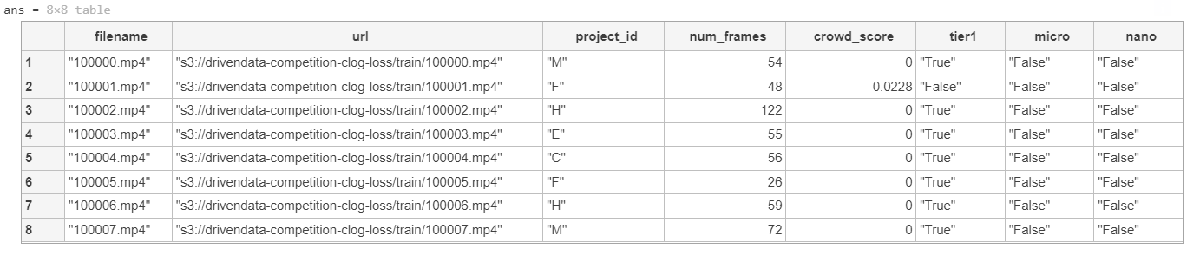 ans = 8×8 table
filename url project_id num_frames crowd_score tier1 micro nano
1 "100000.mp4" "s3://drivendata-competition-clog-loss/train/100000.mp4" "M" 54 0 "True" "False" "False"
2 "100001.mp4" "s3://drivendata-competition-clog-loss/train/100001.mp4" "F" 48 0.0228 "False" "False" "False"
3 "100002.mp4" "s3://drivendata-competition-clog-loss/train/100002.mp4" "H" 122 0 "True" "False" "False"
4 "100003.mp4" "s3://drivendata-competition-clog-loss/train/100003.mp4" "E" 55 0 "True" "False" "False"
5 "100004.mp4" "s3://drivendata-competition-clog-loss/train/100004.mp4" "C" 56 0 "True" "False" "False"
6 "100005.mp4" "s3://drivendata-competition-clog-loss/train/100005.mp4" "F" 26 0 "True" "False" "False"
7 "100006.mp4" "s3://drivendata-competition-clog-loss/train/100006.mp4" "H" 59 0 "True" "False" "False"
8 "100007.mp4" "s3://drivendata-competition-clog-loss/train/100007.mp4" "M" 72 0 "True" "False" "False"